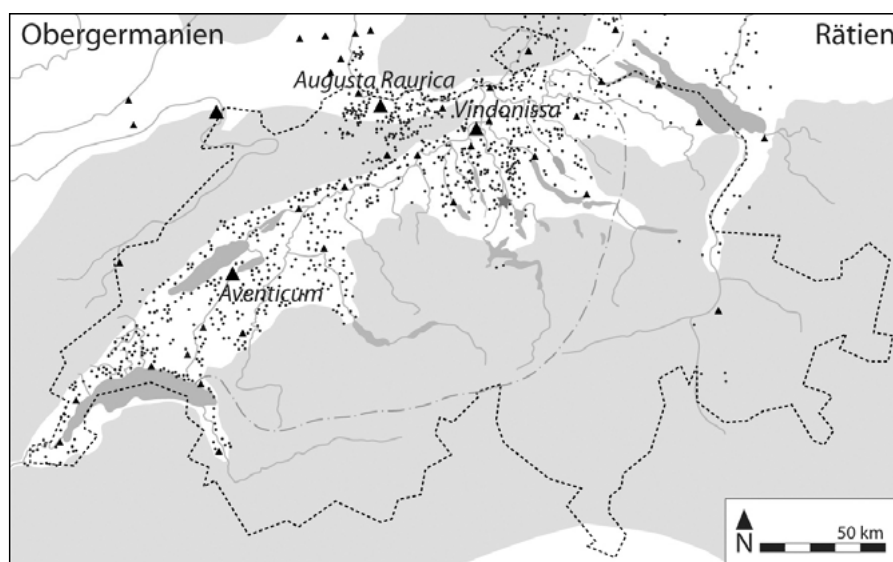 Obergermanien
Rätien
Augusta Raurica
Vindonissa
Aventicum
N
50 km